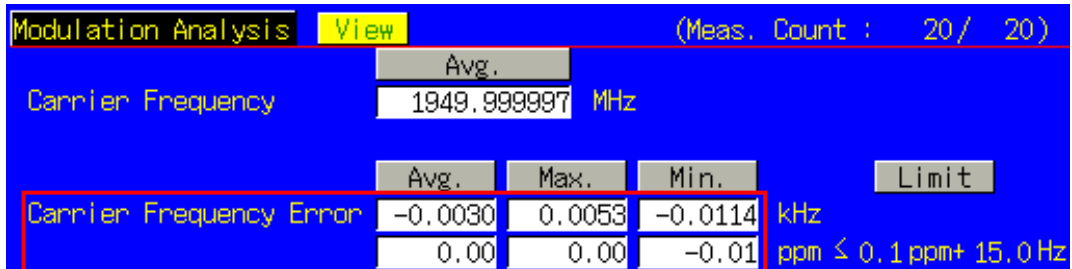 Modulation Analysis View (Meas. Count : 20/ 20)
Avg.
Carrier Frequency 1949.999997 MHz
Avg. Max. Min. Limit
Carrier Frequency Error -0.0030 0.0053 -0.0114 kHz
0.00 0.00 -0.01 ppm ≤ 0.1 ppm+ 15.0 Hz